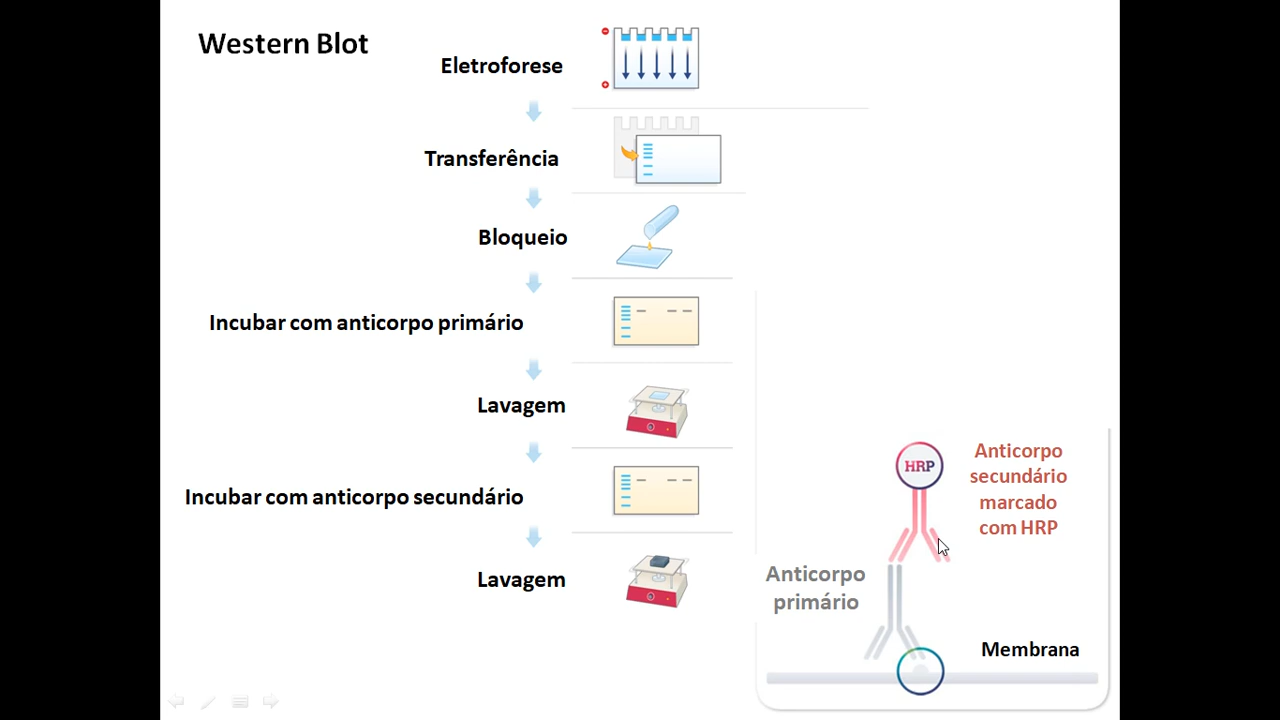 Western Blot
Eletroforese
Transferência
Bloqueio
Incubar com anticorpo primário
Lavagem
Incubar com anticorpo secundário
Lavagem
HRP
Anticorpo
secundário
marcado
com HRP
Anticorpo
primário
Membrana